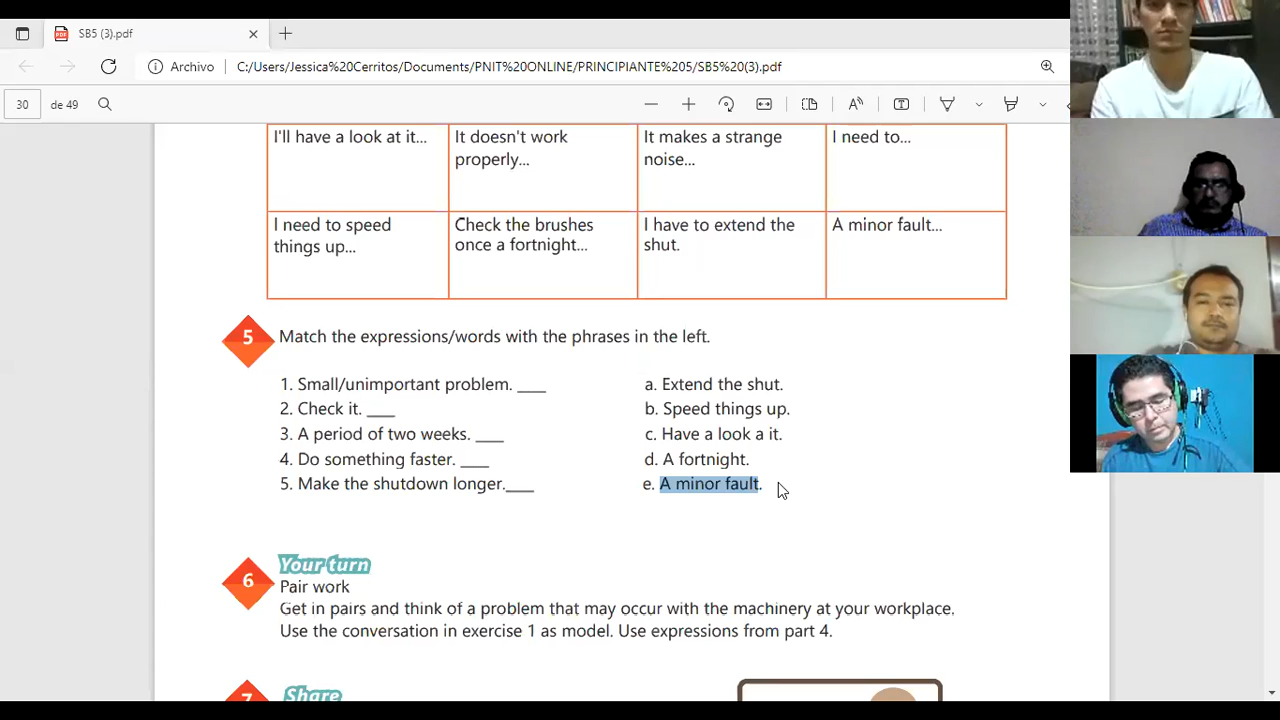 SB5 (3).pdf
Archivo C:/Users/Jessica%20Cerritos/Documents/PNIT%20ONLINE/PRINCIPIANTE%205/SB5%20(3).pdf
30 de 49
I'll have a look at it...
It doesn't work
properly...
It makes a strange
noise...
I need to...
I need to speed
things up...
Check the brushes
once a fortnight...
I have to extend the
shut.
A minor fault...
5 Match the expressions/words with the phrases in the left.
1. Small/unimportant problem. ____ a. Extend the shut.
2. Check it. ___ b. Speed things up.
3. A period of two weeks. ___ c. Have a look a it.
4. Do something faster. ___ d. A fortnight.
5. Make the shutdown longer.___ e. A minor fault.
6 Your turn
Pair work
Get in pairs and think of a problem that may occur with the machinery at your workplace.
Use the conversation in exercise 1 as model. Use expressions from part 4.
7 Share